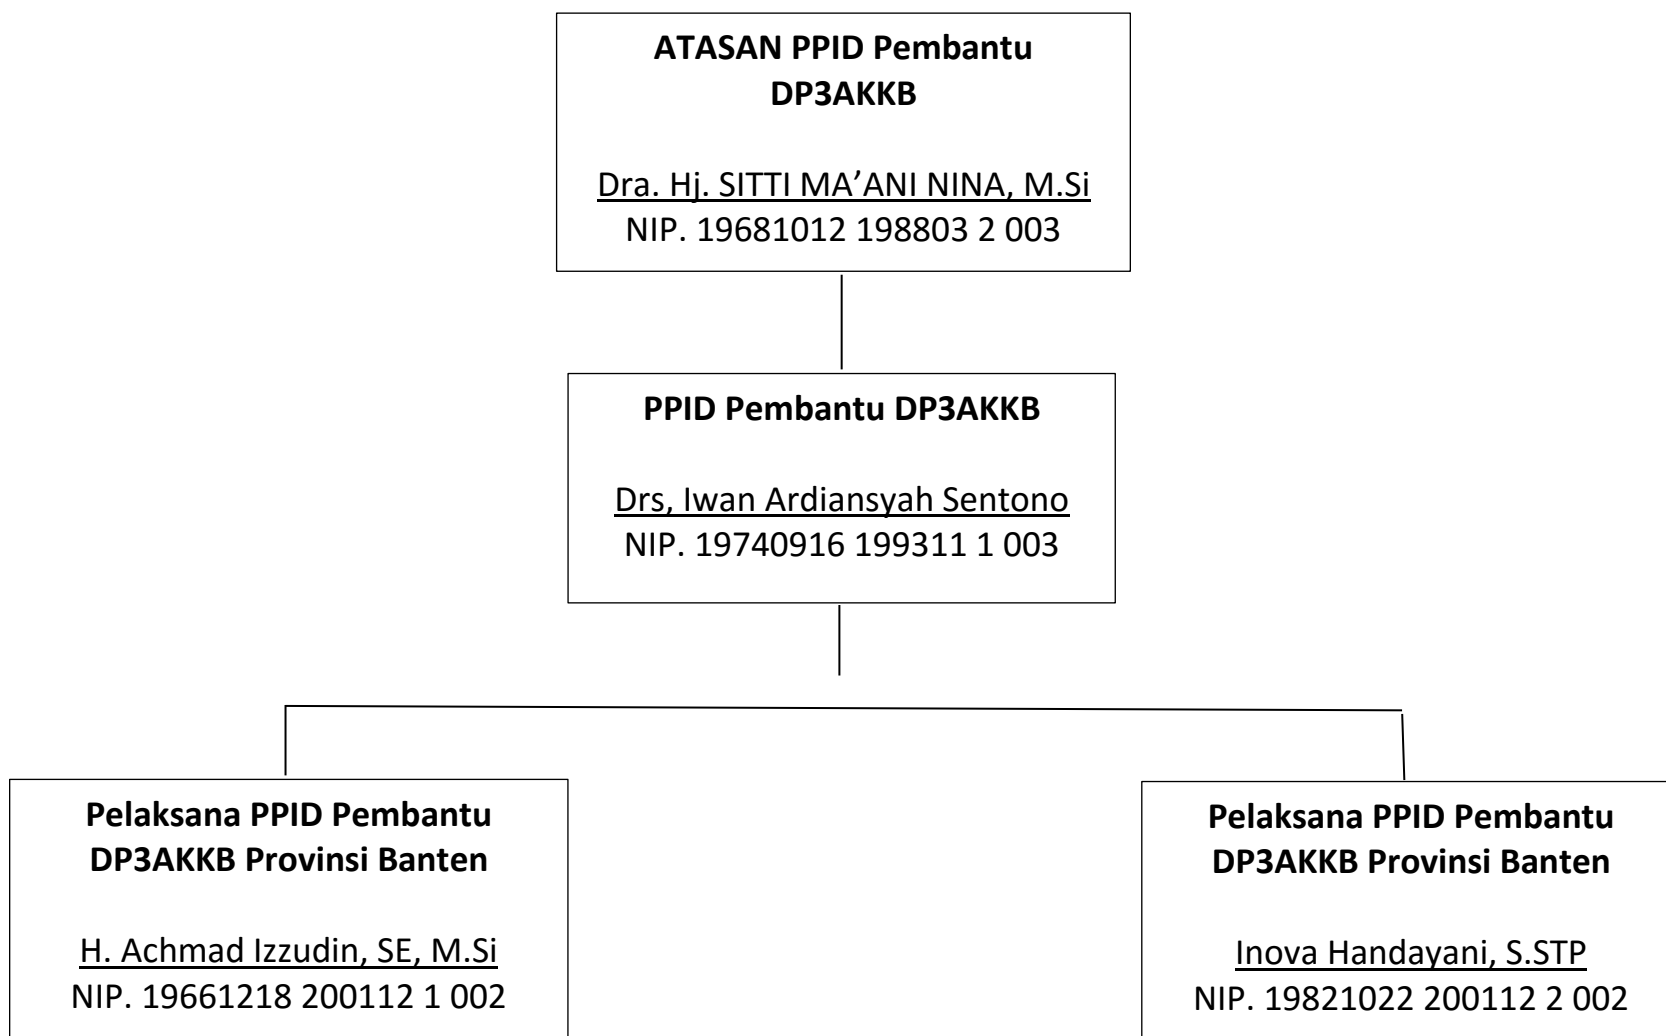 ATASAN PPID Pembantu
DP3AKKB
Dra. Hj. SITTI MA’ANI NINA, M.Si
NIP. 19681012 198803 2 003
PPID Pembantu DP3AKKB
Drs, Iwan Ardiansyah Sentono
NIP. 19740916 199311 1 003
Pelaksana PPID Pembantu
DP3AKKB Provinsi Banten
H. Achmad Izzudin, SE, M.Si
NIP. 19661218 200112 1 002
Pelaksana PPID Pembantu
DP3AKKB Provinsi Banten
Inova Handayani, S.STP
NIP. 19821022 200112 2 002